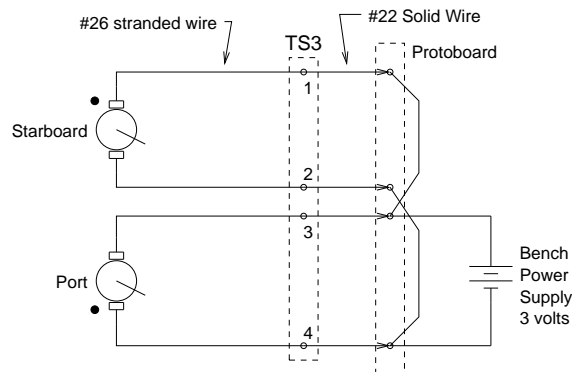 #26 stranded wire
#22 Solid Wire
TS3
Protoboard
1
Starboard
2
3
Port
4
Bench
Power
Supply
3 volts